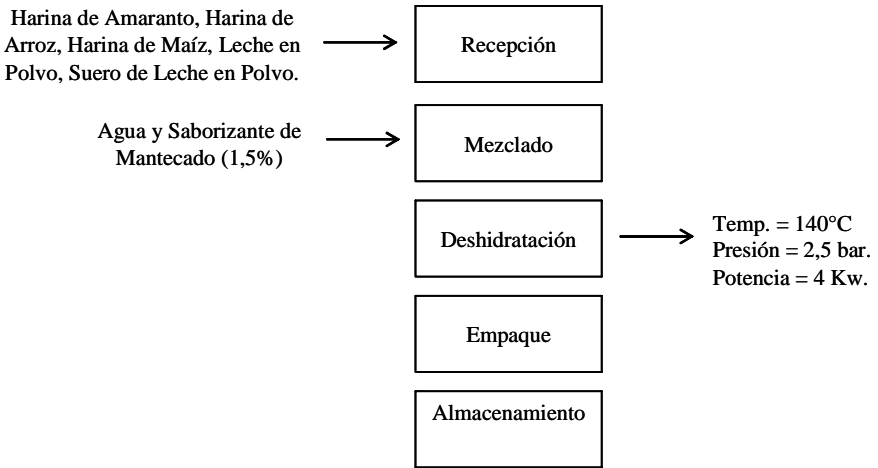 Harina de Amaranto, Harina de
Arroz, Harina de Maíz, Leche en
Polvo, Suero de Leche en Polvo.
Recepción
Agua y Saborizante de
Mantecado (1,5%)
Mezclado
Deshidratación
Temp. = 140°C
Presión = 2,5 bar.
Potencia = 4 Kw.
Empaque
Almacenamiento